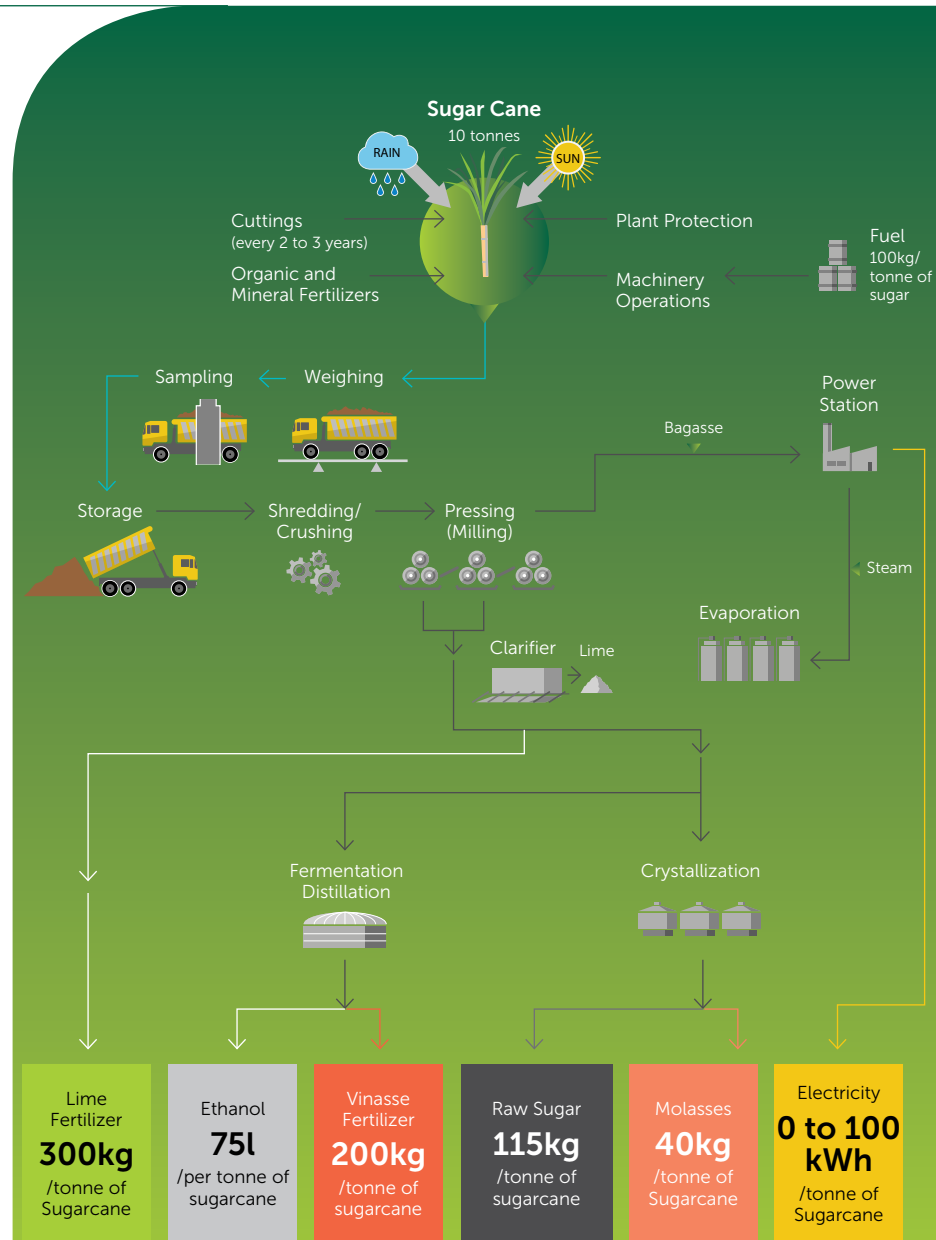 Sugar Cane
10 tonnes
RAIN
SUN
Cuttings
(every 2 to 3 years)
Organic and
Mineral Fertilizers
Plant Protection
Machinery
Operations
Fuel
100kg/
tonne of
sugar
Sampling
Weighing
Power
Station
Bagasse
Storage
Shredding/
Crushing
Pressing
(Milling)
Steam
Evaporation
Clarifier
Lime
Fermentation
Distillation
Crystallization
Lime
Fertilizer
300kg
/tonne of
Sugarcane
Ethanol
75l
/per tonne of
sugarcane
Vinasse
Fertilizer
200kg
/tonne of
Sugarcane
Raw Sugar
115kg
/tonne of
sugarcane
Molasses
40kg
/tonne of
Sugarcane
Electricity
0 to 100
kWh
/tonne of
Sugarcane